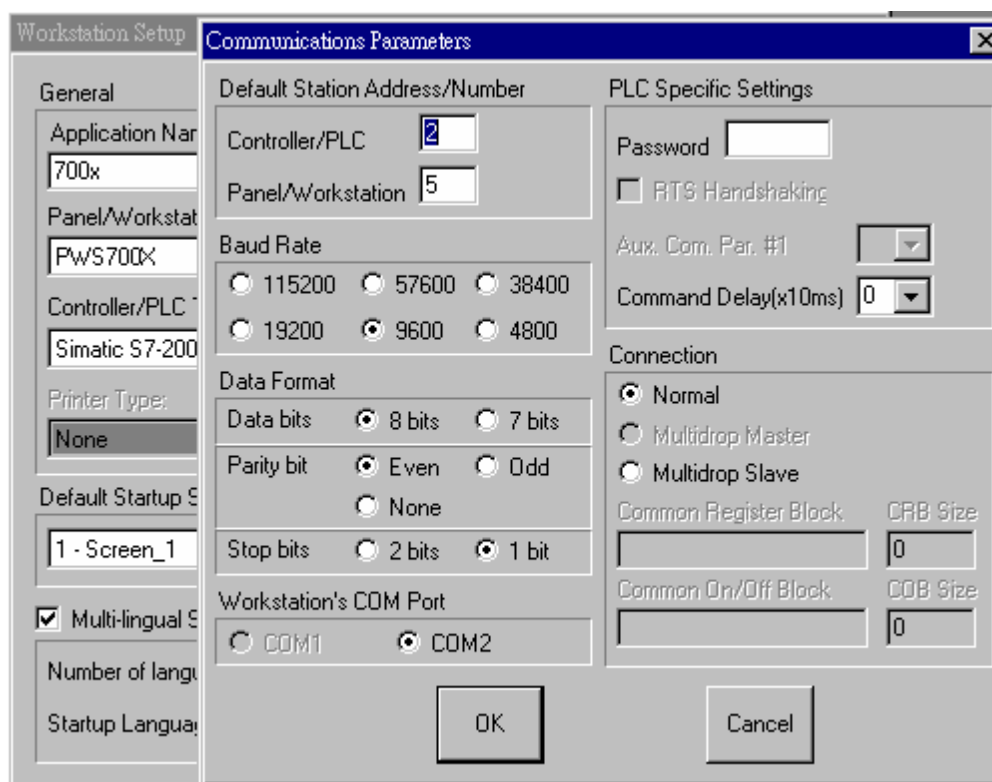 Workstation Setup
General
Application Nar
700x
Panel/Workstat
PWS700X
Controller/PLC T
Simatic S7-200
Printer Type:
None
Default Startup S
1 - Screen_1
Multi-lingual S
Number of langu
Startup Languag
Communications Parameters
Default Station Address/Number
Controller/PLC 2
Panel/Workstation 5
Baud Rate
115200 57600 38400
19200 9600 4800
Data Format
Data bits 8 bits 7 bits
Parity bit Even Odd
None
Stop bits 2 bits 1 bit
Workstation's COM Port
COM1 COM2
PLC Specific Settings
Password
RTS Handshaking
Aux. Com. Par. #1
Command Delay(x10ms) 0
Connection
Normal
Multidrop Master
Multidrop Slave
Common Register Block CRB Size
0
Common On/Off Block COB Size
0
OK Cancel